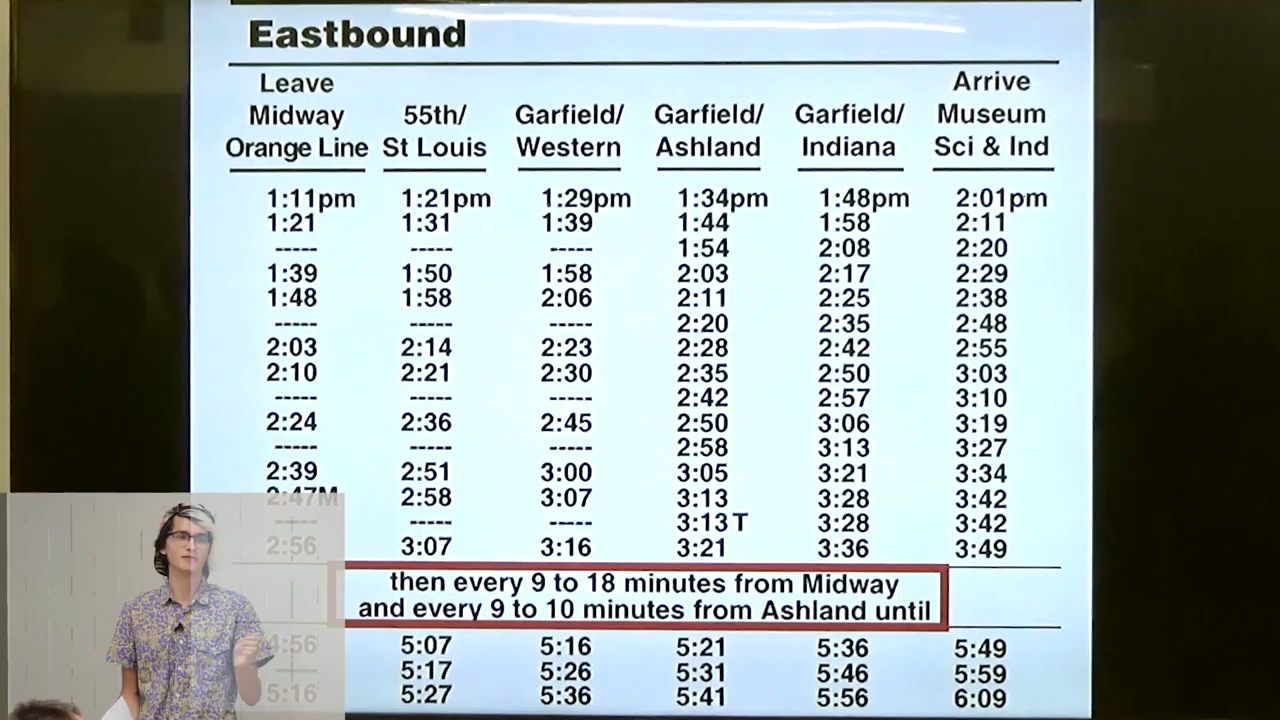 Eastbound
Leave Midway Orange Line 55th/ St Louis Garfield/ Western Garfield/ Ashland Garfield/ Indiana Arrive Museum Sci & Ind
1:11pm 1:21pm 1:29pm 1:34pm 1:48pm 2:01pm
1:21 1:31 1:39 1:44 1:58 2:11
----- ----- ----- 1:54 2:08 2:20
1:39 1:50 1:58 2:03 2:17 2:29
1:48 1:58 2:06 2:11 2:25 2:38
----- ----- ----- 2:20 2:35 2:48
2:03 2:14 2:23 2:28 2:42 2:55
2:10 2:21 2:30 2:35 2:50 3:03
----- ----- ----- 2:42 2:57 3:10
2:24 2:36 2:45 2:50 3:06 3:19
----- ----- ----- 2:58 3:13 3:27
2:39 2:51 3:00 3:05 3:21 3:34
2:47M 2:58 3:07 3:13 3:28 3:42
----- ----- ----- 3:13T 3:28 3:42
2:56 3:07 3:16 3:21 3:36 3:49
then every 9 to 18 minutes from Midway
and every 9 to 10 minutes from Ashland until
4:56 5:07 5:16 5:21 5:36 5:49
----- 5:17 5:26 5:31 5:46 5:59
5:16 5:27 5:36 5:41 5:56 6:09